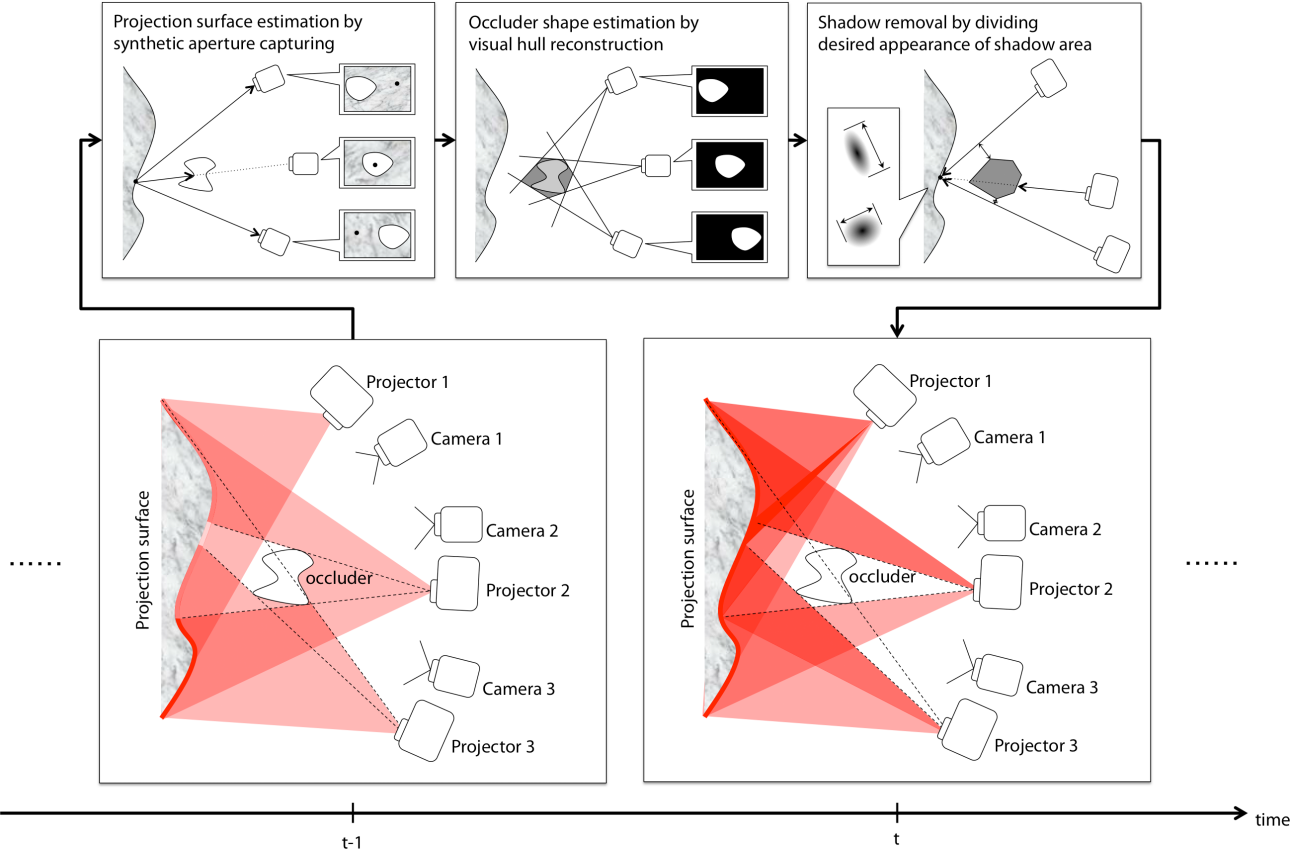 Projection surface estimation by
synthetic aperture capturing
Occluder shape estimation by
visual hull reconstruction
Shadow removal by dividing
desired appearance of shadow area
Projector 1
Camera 1
Projection surface
Camera 2
occluder
Projector 2
Camera 3
Projector 3
Projector 1
Camera 1
Projection surface
Camera 2
occluder
Projector 2
Camera 3
Projector 3
......
......
time
t-1
t